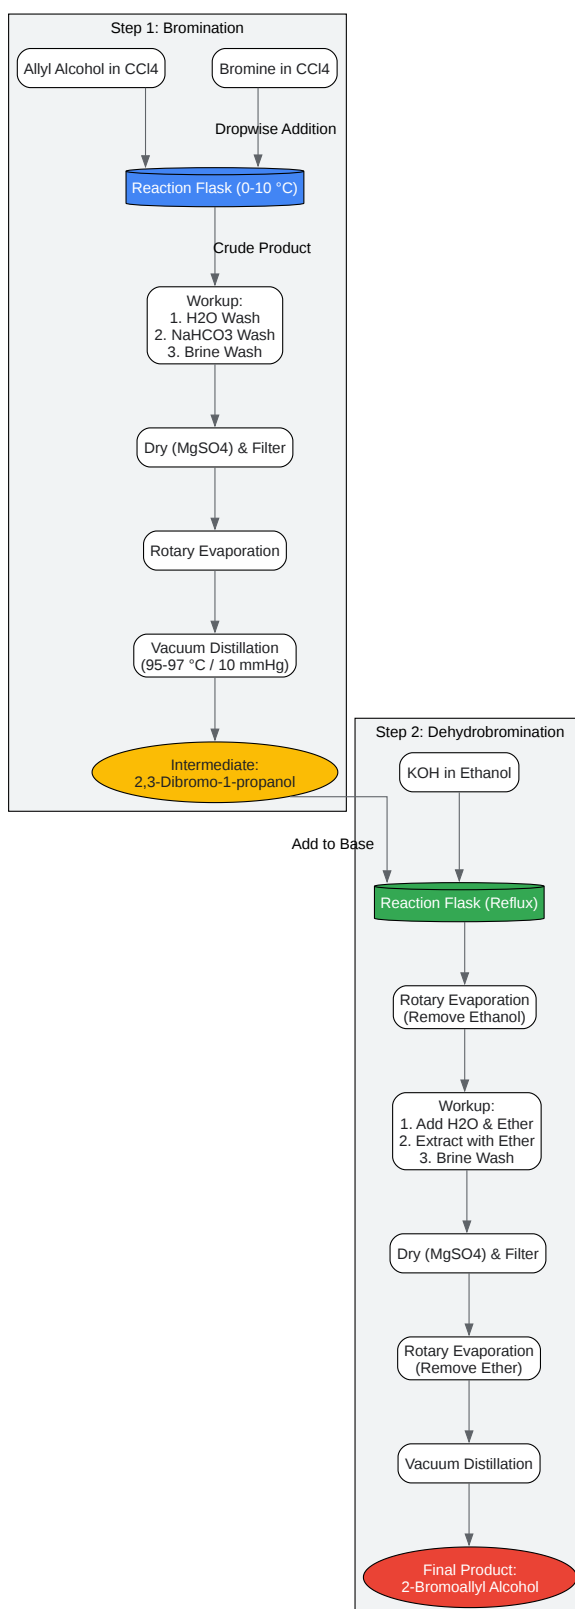 Step 1: Bromination
Allyl Alcohol in CCl4
Bromine in CCl4
Dropwise Addition
Reaction Flask (0-10 °C)
Crude Product
Workup:
1. H2O Wash
2. NaHCO3 Wash
3. Brine Wash
Dry (MgSO4) & Filter
Rotary Evaporation
Vacuum Distillation
(95-97 °C / 10 mmHg)
Intermediate:
2,3-Dibromo-1-propanol
Step 2: Dehydrobromination
KOH in Ethanol
Add to Base
Reaction Flask (Reflux)
Rotary Evaporation
(Remove Ethanol)
Workup:
1. Add H2O & Ether
2. Extract with Ether
3. Brine Wash
Dry (MgSO4) & Filter
Rotary Evaporation
(Remove Ether)
Vacuum Distillation
Final Product:
2-Bromoallyl Alcohol